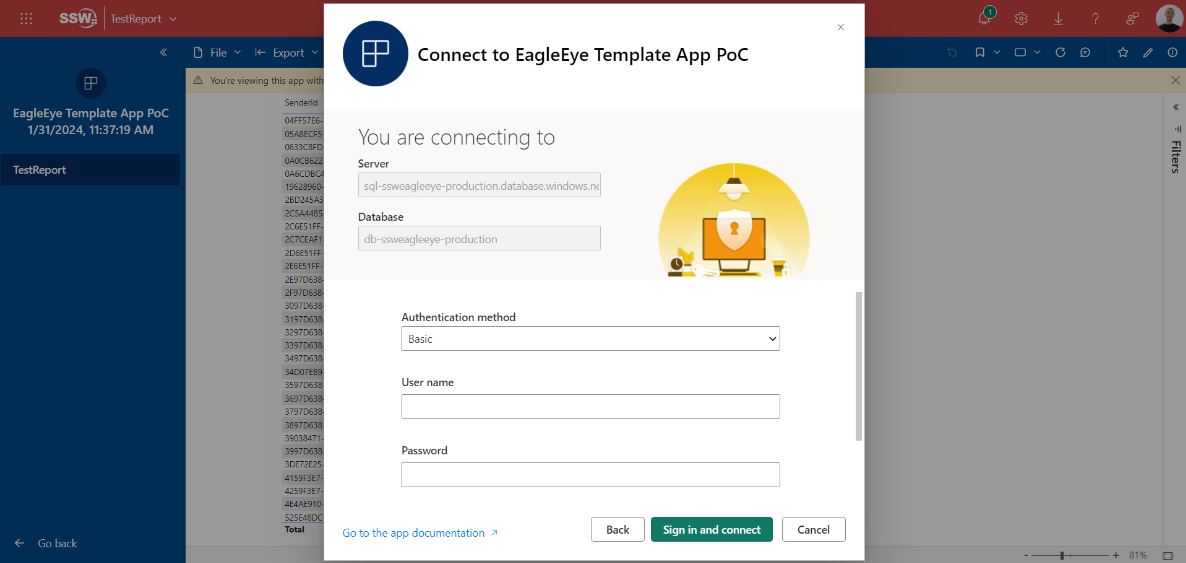 SSW
TestReport
1
File
Export
You're viewing this app with
EagleEye Template App PoC
1/31/2024, 11:37:19 AM
TestReport
Go back
SenderId
04FF57E6-
05A8ECF5
0633C8FD
0A0CB622
0A6CDBC4
19628960-
2BD245A3
2C5A4485
2C6E51FF-
2C7CEAF1
2D6E51FF-
2E6E51FF-
2E97D638-
2F97D638-
3097D638-
3197D638-
3297D638-
3397D638-
3497D638-
34D07EB9
3597D638-
3697D638-
3797D638-
3897D638-
39038471-
3997D638-
3DE72E25-
4159F3E7-
4259F3E7-
4E4AE910-
525E48DC
Total
Connect to EagleEye Template App PoC
You are connecting to
Server
sql-ssweagleeye-production.database.windows.ne
Database
db-ssweagleeye-production
Authentication method
Basic
User name
Password
Go to the app documentation
Back
Sign in and connect
Cancel
Filters
- + 81%